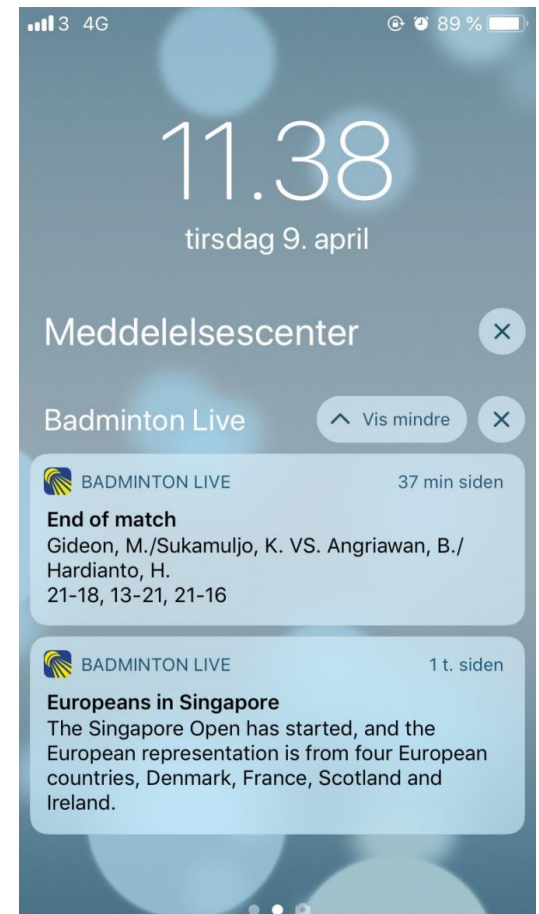 3 4G 89 %
11.38
tirsdag 9. april
Meddelelsescenter
Badminton Live Vis mindre
BADMINTON LIVE 37 min siden
End of match
Gideon, M./Sukamuljo, K. VS. Angriawan, B./
Hardianto, H.
21-18, 13-21, 21-16
BADMINTON LIVE 1 t. siden
Europeans in Singapore
The Singapore Open has started, and the
European representation is from four European
countries, Denmark, France, Scotland and
Ireland.